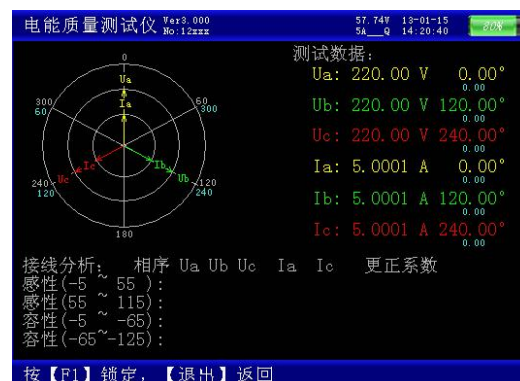 电能质量测试仪 Ver3.000 No:12xxx 57.74V 13-01-15 5A__Q 14:20:40 80%
测试数据:
Ua: 220.00 V 0.00°
0.00
Ub: 220.00 V 120.00°
0.00
Uc: 220.00 V 240.00°
0.00
Ia: 5.0001 A 0.00°
0.00
Ib: 5.0001 A 120.00°
0.00
Ic: 5.0001 A 240.00°
0.00
0
Ua
Ia
300 60
60 300
Uc Ic
Ib Ub
240 120
120 240
180
接线分析: 相序 Ua Ub Uc Ia Ic 更正系数
感性(-5 ~ 55 ):
感性(55 ~ 115):
容性(-5 ~ -65):
容性(-65~-125):
按【F1】锁定,【退出】返回